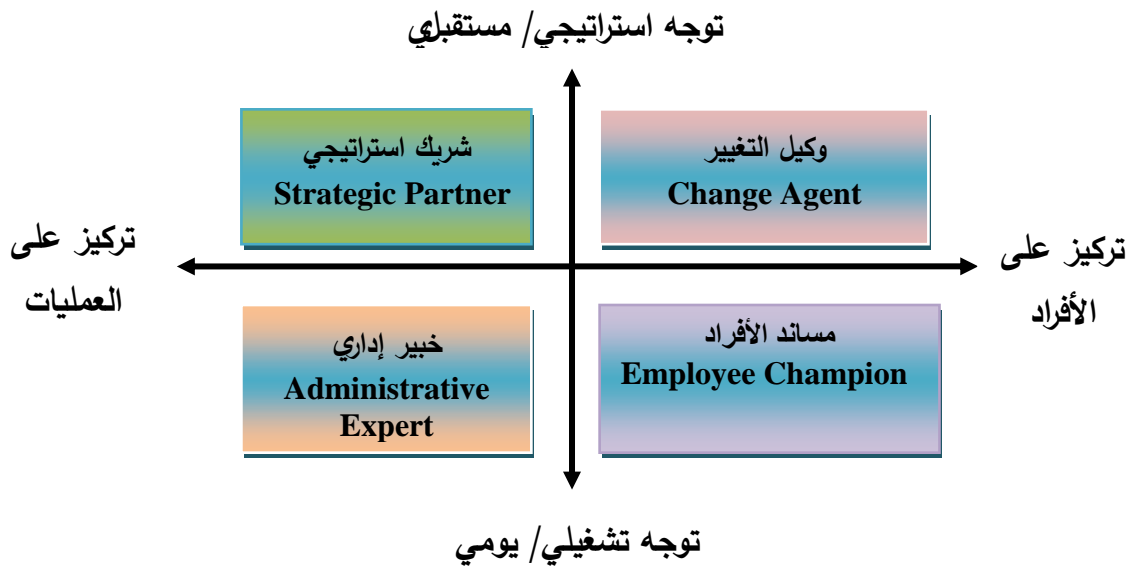 توجه استراتيجي/ مستقبلي
وكيل التغيير
Change Agent
شريك استراتيجي
Strategic Partner
تركيز على
الأفراد
تركيز على
العمليات
مساند الأفراد
Employee Champion
خبير إداري
Administrative
Expert
توجه تشغيلي/ يومي